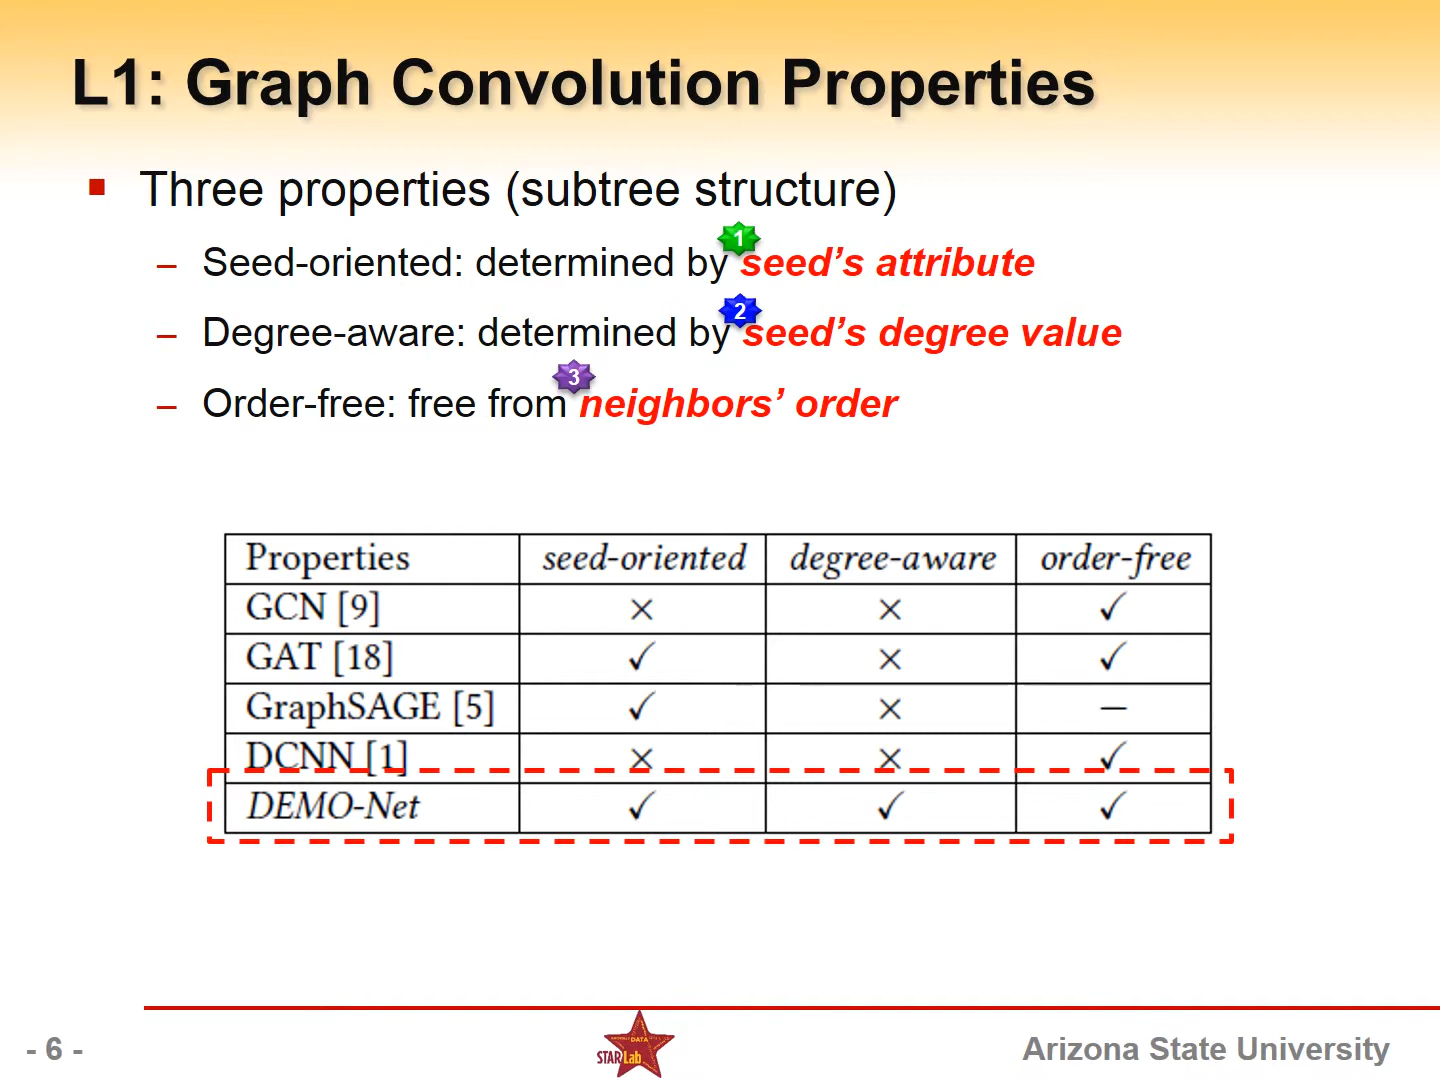 L1: Graph Convolution Properties
Three properties (subtree structure)
– Seed-oriented: determined by 1 seed’s attribute
– Degree-aware: determined by 2 seed’s degree value
– Order-free: free from 3 neighbors’ order
Properties seed-oriented degree-aware order-free
GCN [9] × × ✓
GAT [18] ✓ × ✓
GraphSAGE [5] ✓ × –
DCNN [1] × × ✓
DEMO-Net ✓ ✓ ✓
- 6 -
DATA
STAR Lab
Arizona State University